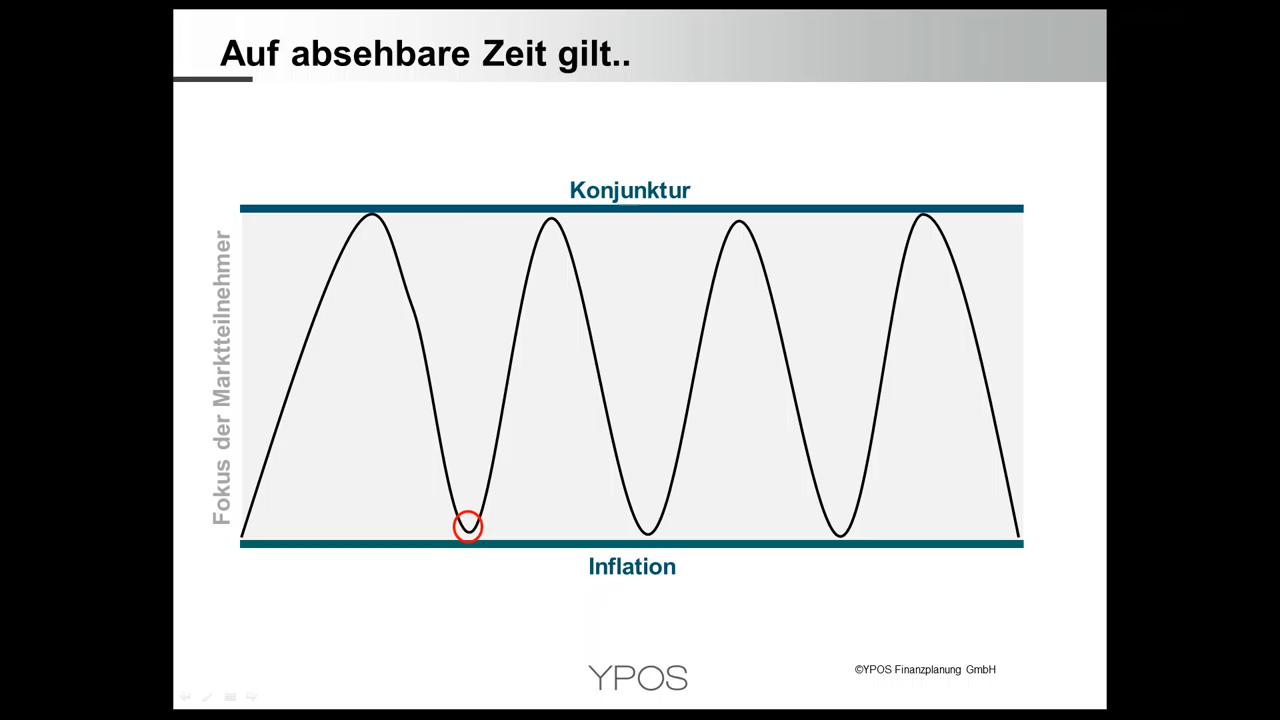 Auf absehbare Zeit gilt..
Konjunktur
Fokus der Marktteilnehmer
Inflation
YPOS
©YPOS Finanzplanung GmbH